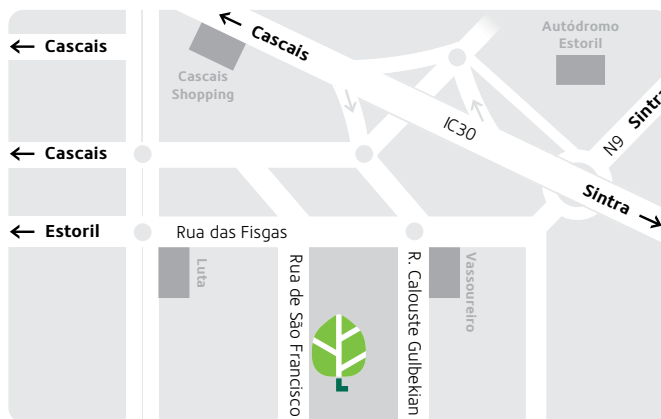 Cascais
Cascais
Autódromo
Estoril
Cascais
Shopping
Sintra
N9
IC30
Cascais
Sintra
Estoril
Rua das Fisgas
Luta
Rua de São Francisco
R. Calouste Gulbekian
Vassoureiro